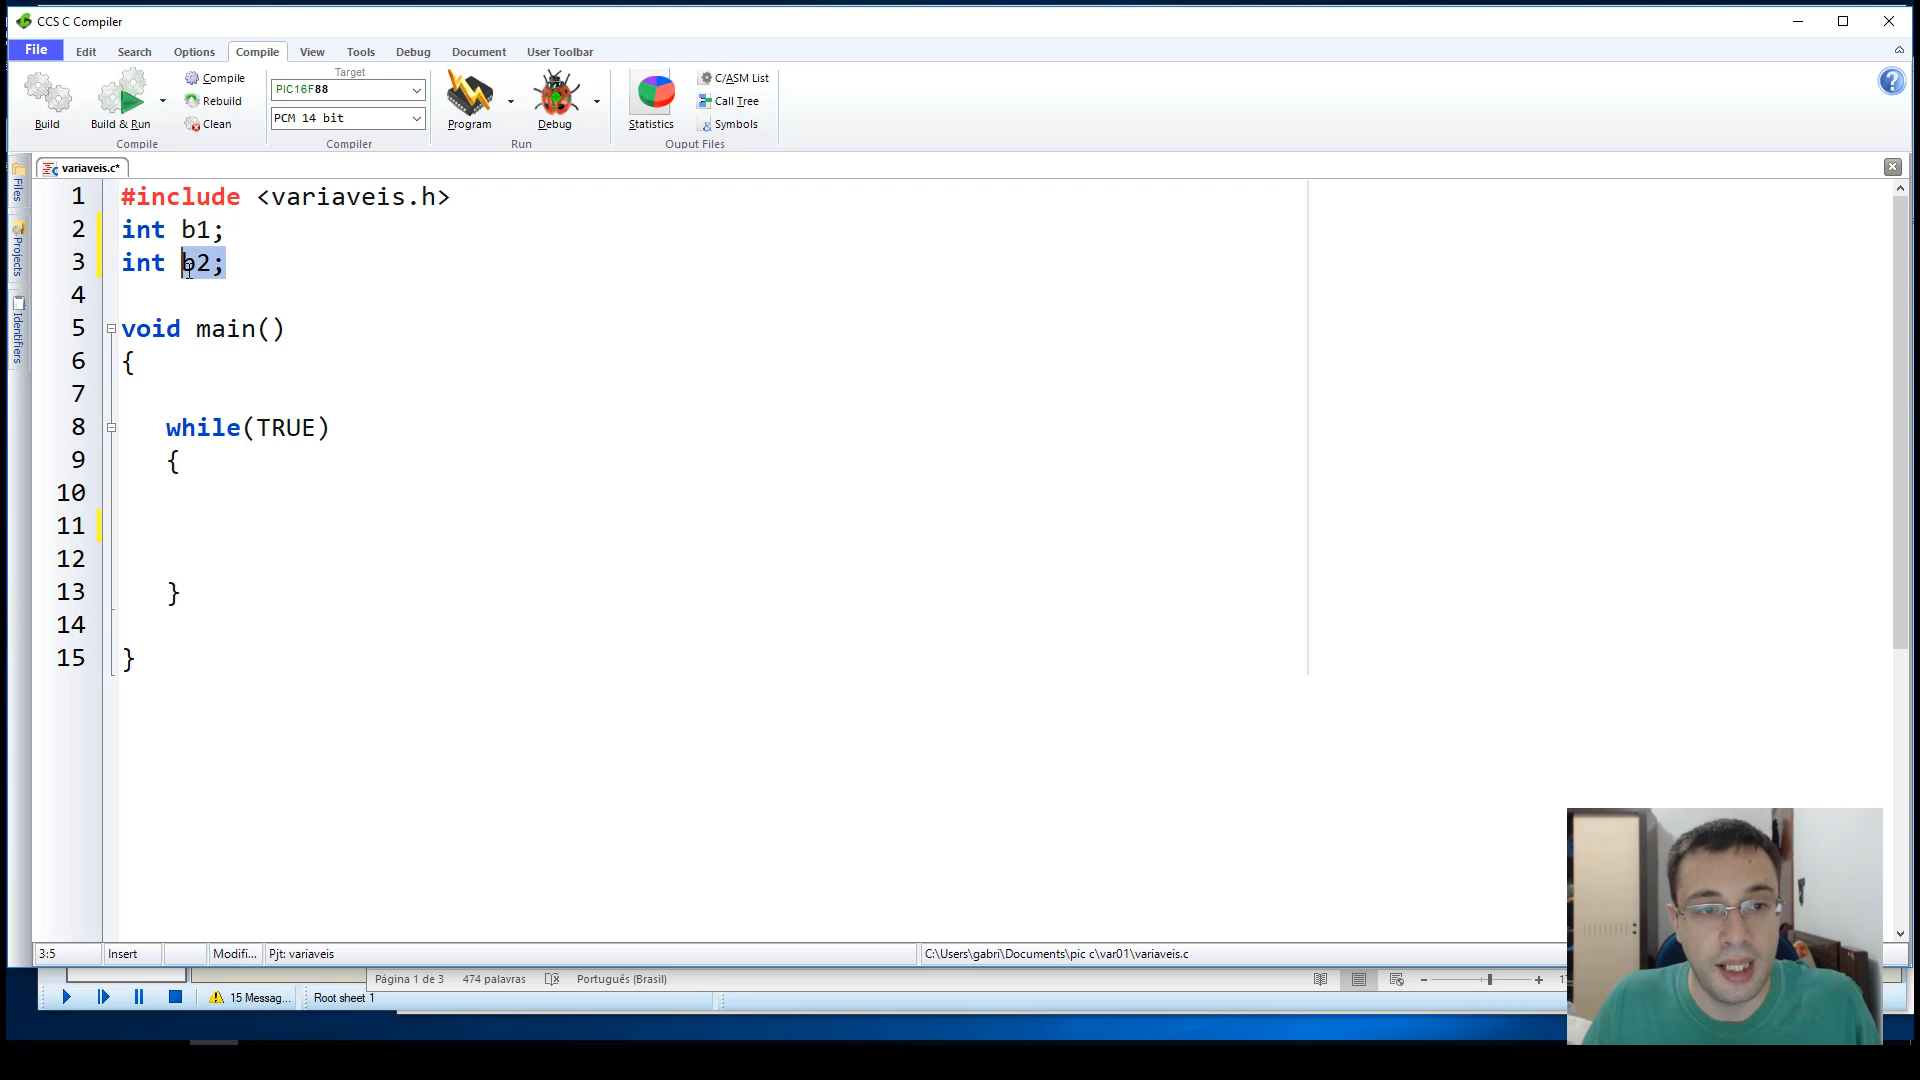 CCS C Compiler
File Edit Search Options Compile View Tools Debug Document User Toolbar
Build
Build & Run
Compile
Rebuild
Clean
Compile
Target
PIC16F88
PCM 14 bit
Compiler
Program
Debug
Run
Statistics
C/ASM List
Call Tree
Symbols
Ouput Files
Files
Projects
Identifiers
variaveis.c*
1 #include <variaveis.h>
2 int b1;
3 int b2;
4
5 void main()
6 {
7
8 while(TRUE)
9 {
10
11
12
13 }
14
15 }
3:5 Insert Modifi... Pjt: variaveis C:\Users\gabri\Documents\pic c\var01\variaveis.c
Página 1 de 3 474 palavras Português (Brasil)
15 Messag... Root sheet 1